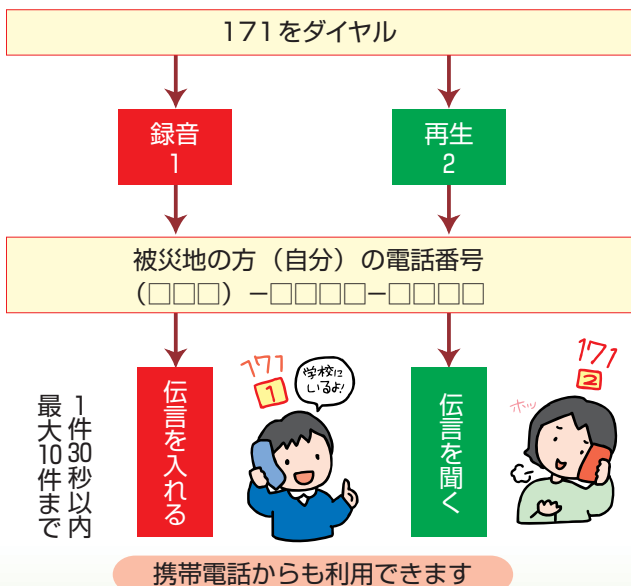 171をダイヤル
録音
1
再生
2
被災地の方（自分）の電話番号
（□□□）－□□□□－□□□□
1件30秒以内
最大10件まで
伝言を入れる
171
1
学校に
いるよ!
伝言を聞く
171
2
ホッ
携帯電話からも利用できます